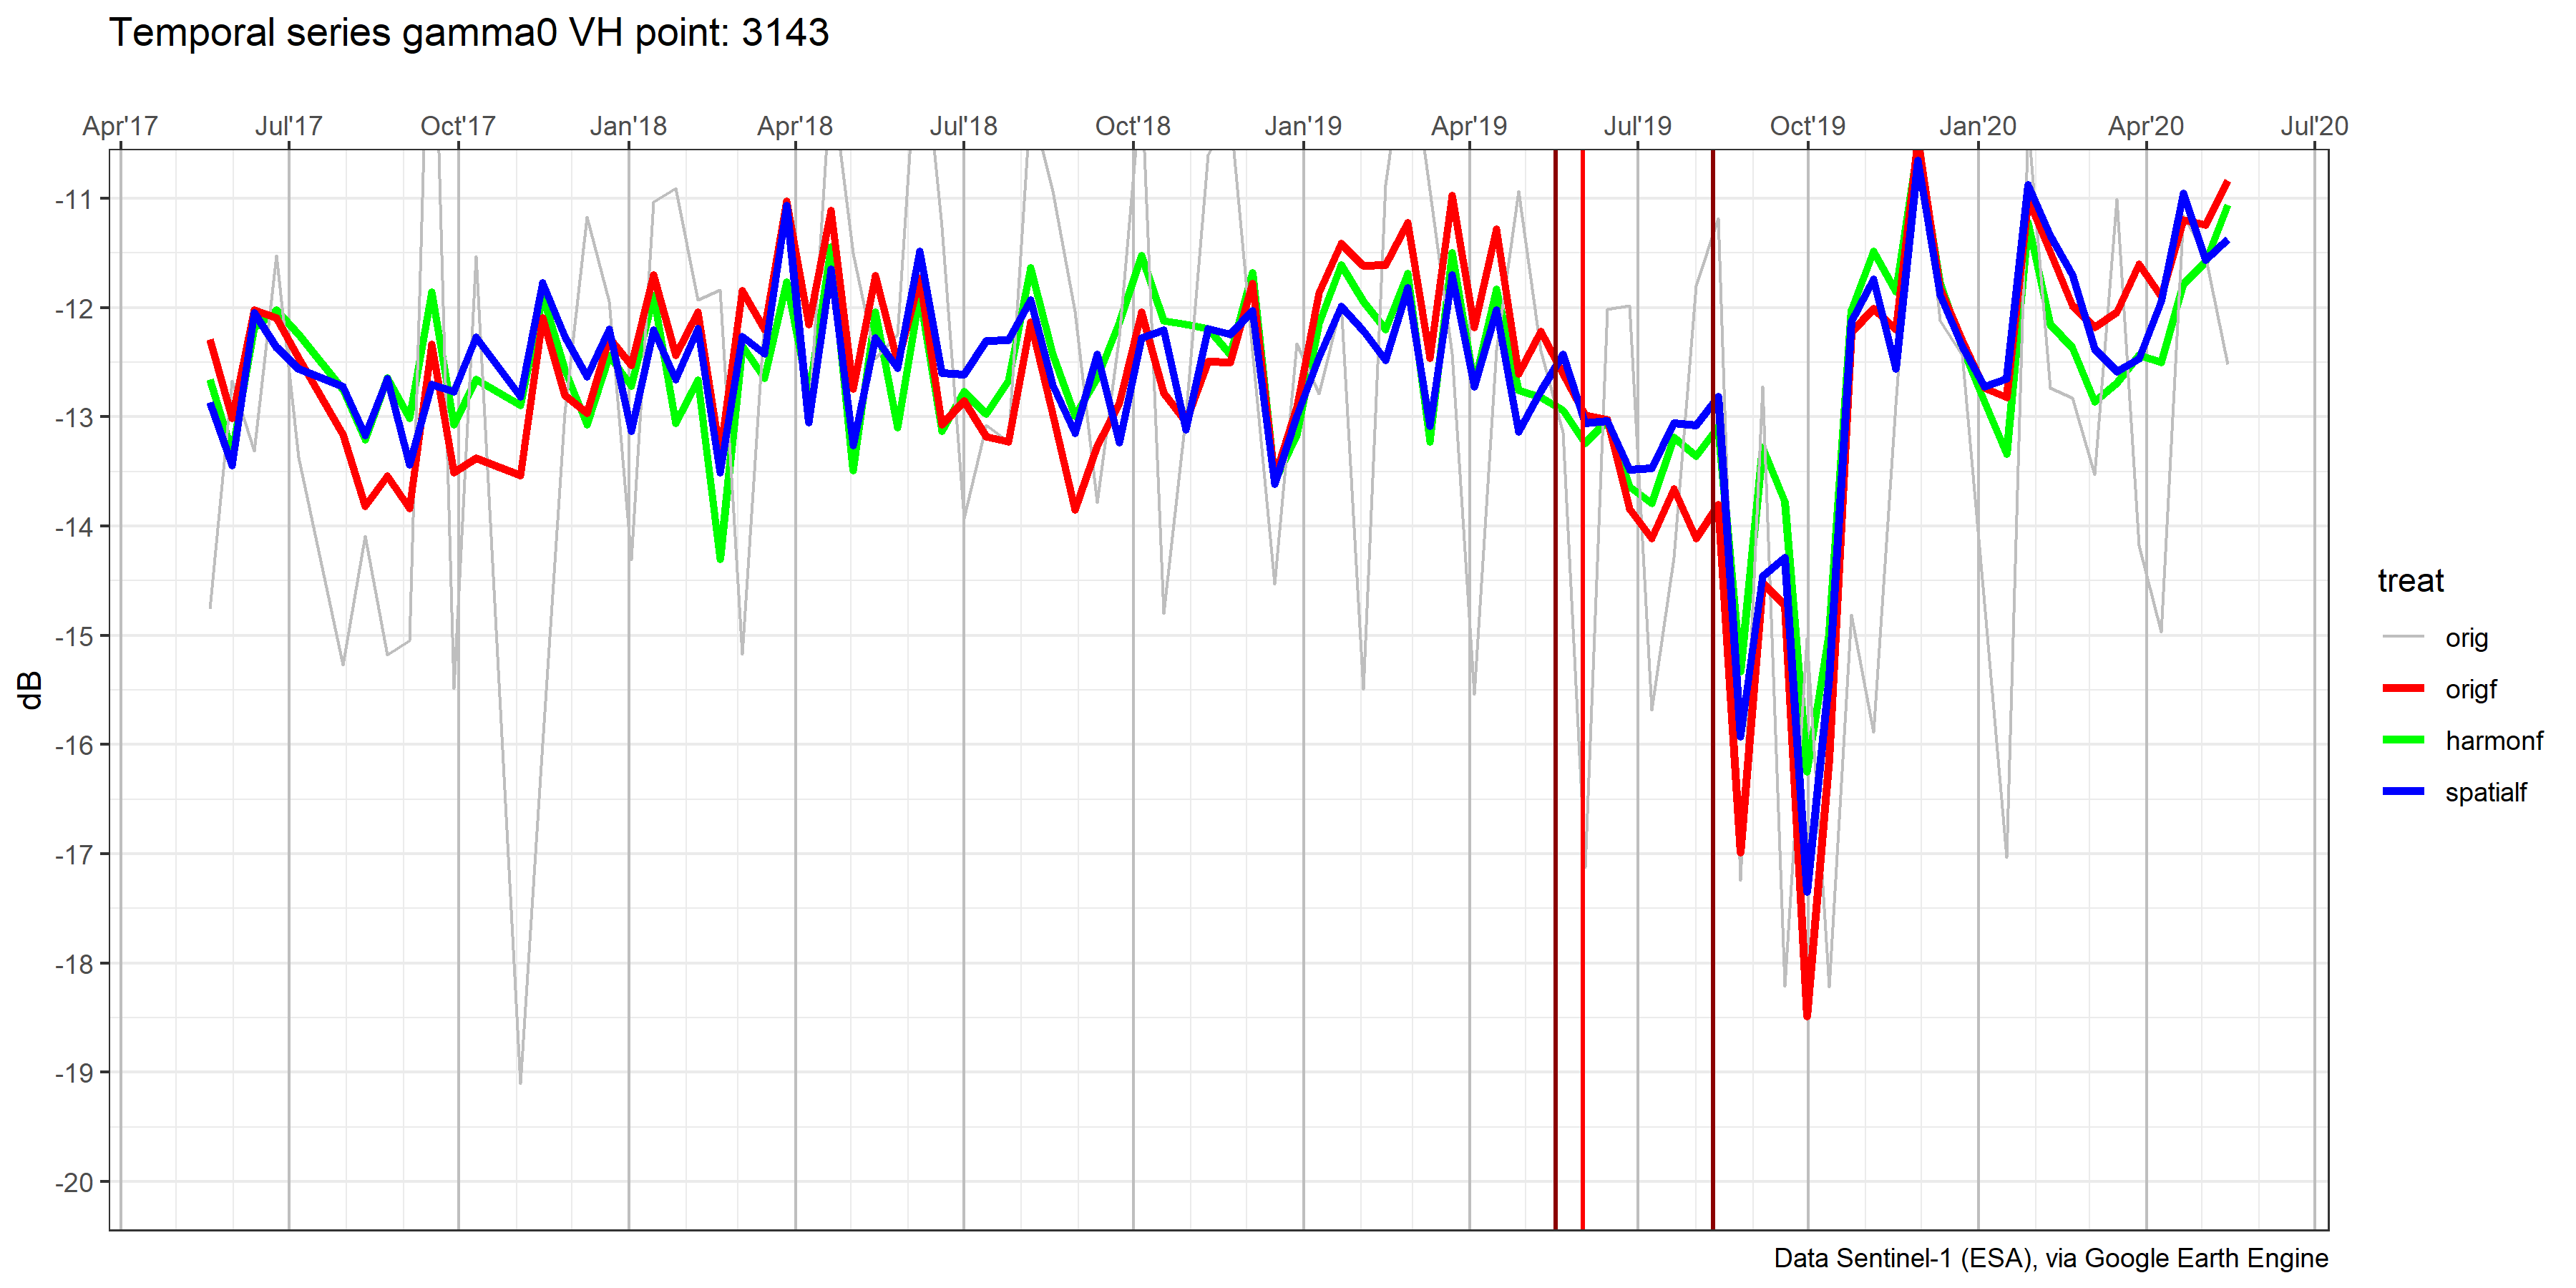 Temporal series gamma0 VH point: 3143
Apr'17 Jul'17 Oct'17 Jan'18 Apr'18 Jul'18 Oct'18 Jan'19 Apr'19 Jul'19 Oct'19 Jan'20 Apr'20 Jul'20
-11
-12
-13
-14
-15
-16
-17
-18
-19
-20
dB
treat
orig
origf
harmonf
spatialf
Data Sentinel-1 (ESA), via Google Earth Engine